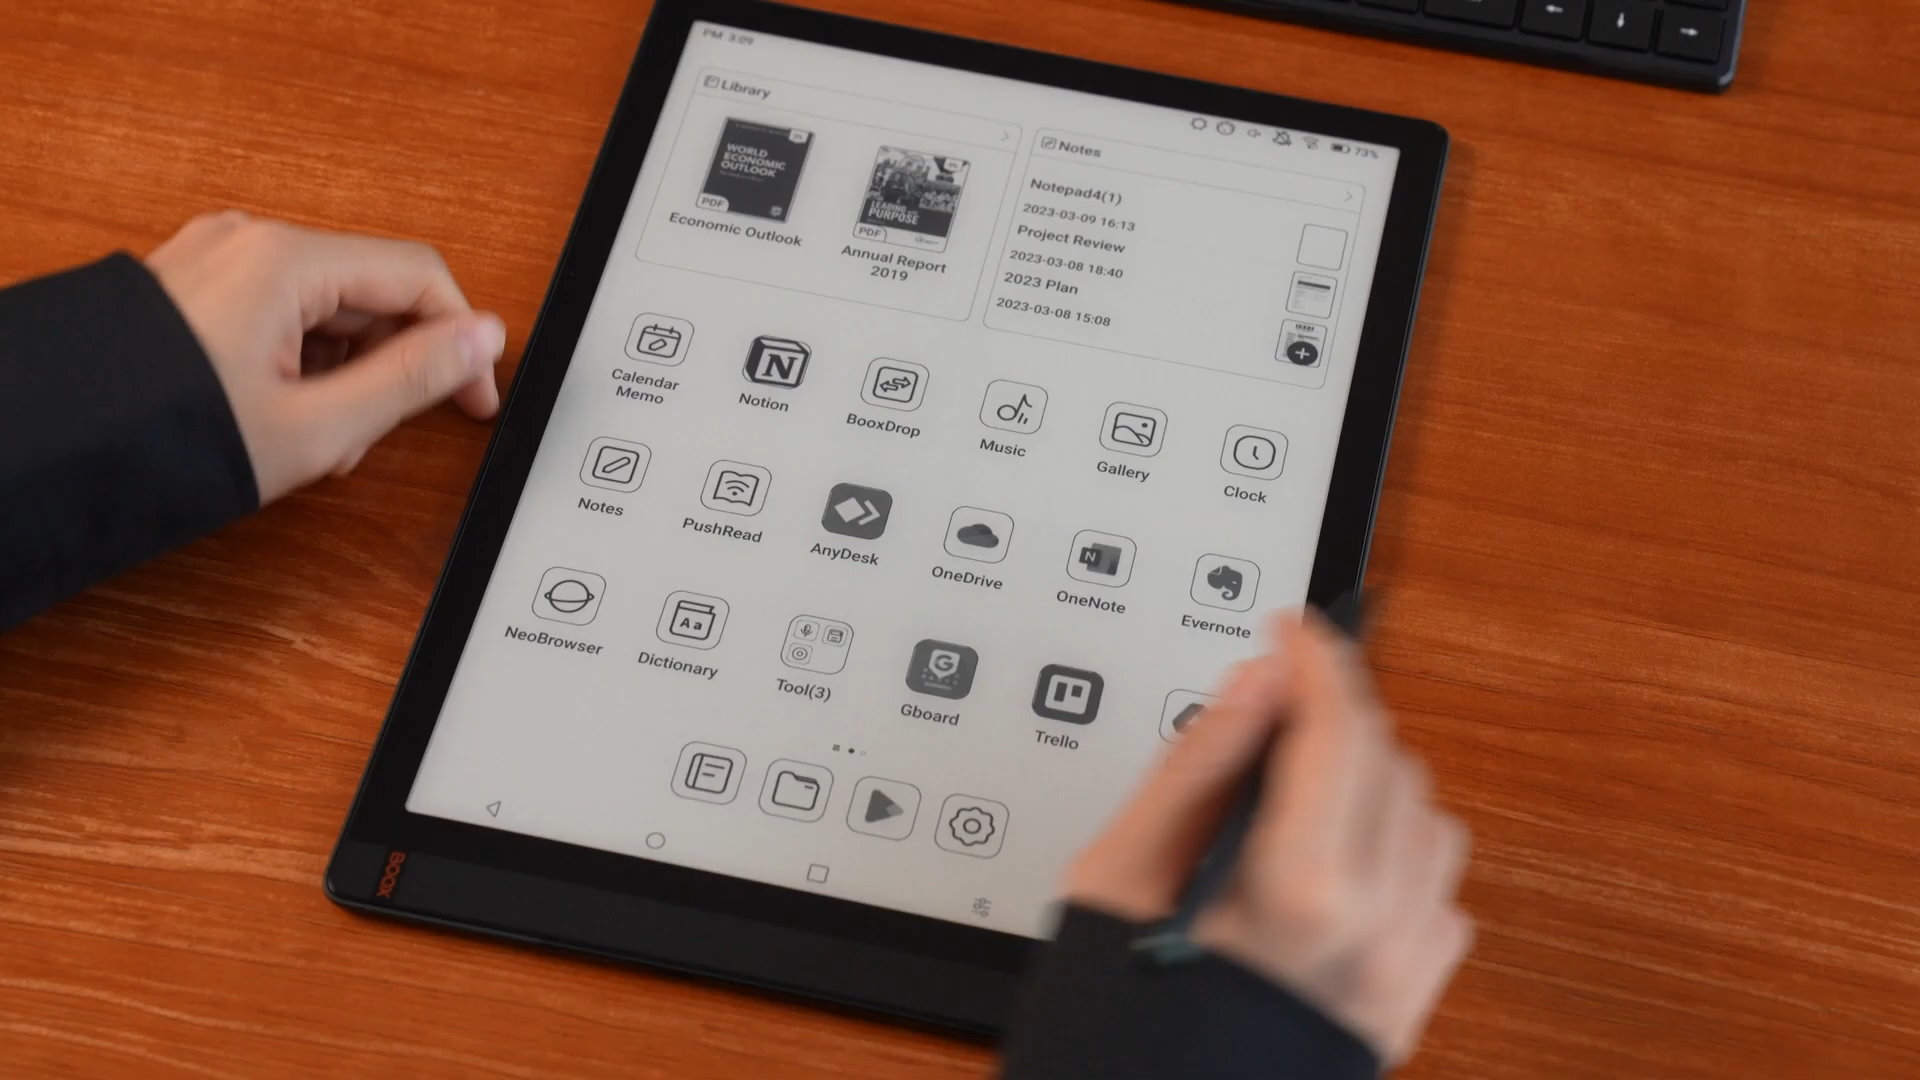 PM 3:09
73%
Library
WORLD
ECONOMIC
OUTLOOK
PDF
Economic Outlook
LEADING
PURPOSE
PDF
Annual Report
2019
Notes
Notepad4(1)
2023-03-09 16:13
Project Review
2023-03-08 18:40
2023 Plan
2023-03-08 15:08
Calendar
Memo
N
Notion
BooxDrop
Music
Gallery
Clock
Notes
PushRead
AnyDesk
OneDrive
N
OneNote
Evernote
NeoBrowser
Aa
Dictionary
Tool(3)
G
Gboard
Trello
BOOX